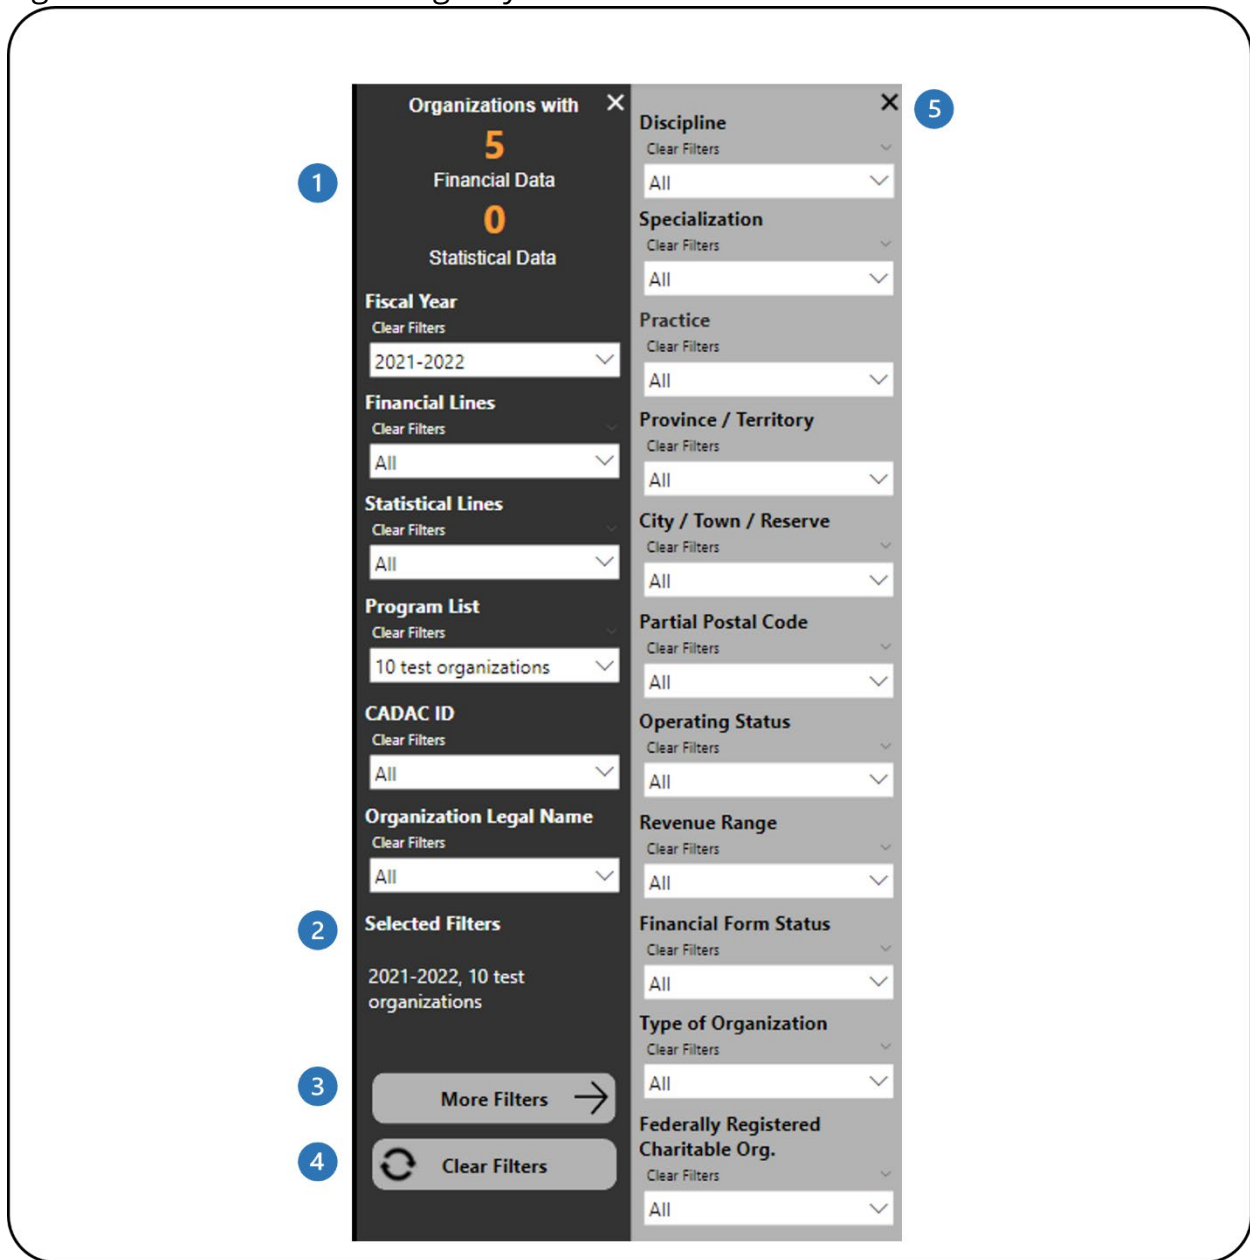 Organizations with
5
Financial Data
0
Statistical Data
Fiscal Year
Clear Filters
2021-2022
Financial Lines
Clear Filters
All
Statistical Lines
Clear Filters
All
Program List
Clear Filters
10 test organizations
CADAC ID
Clear Filters
All
Organization Legal Name
Clear Filters
All
Selected Filters
2021-2022, 10 test
organizations
More Filters
Clear Filters
Discipline
Clear Filters
All
Specialization
Clear Filters
All
Practice
Clear Filters
All
Province / Territory
Clear Filters
All
City / Town / Reserve
Clear Filters
All
Partial Postal Code
Clear Filters
All
Operating Status
Clear Filters
All
Revenue Range
Clear Filters
All
Financial Form Status
Clear Filters
All
Type of Organization
Clear Filters
All
Federally Registered
Charitable Org.
Clear Filters
All
1
2
3
4
5